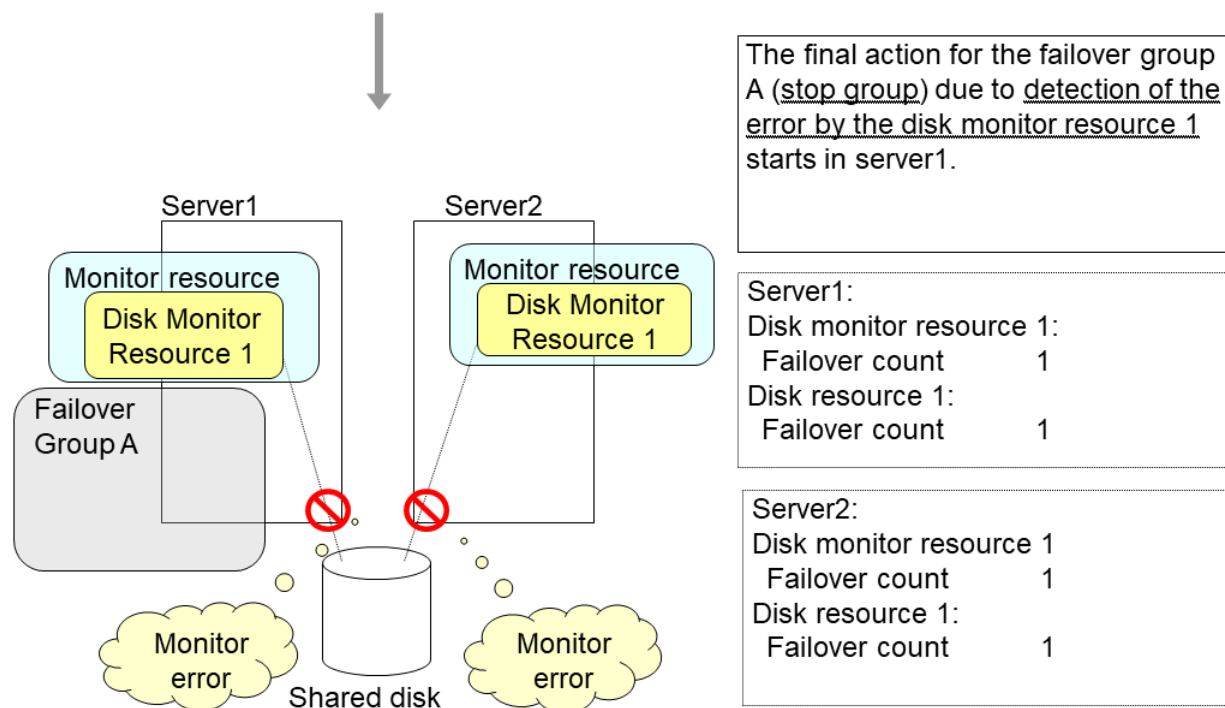 The final action for the failover group
A (stop group) due to detection of the
error by the disk monitor resource 1
starts in server1.
Server1
Server2
Monitor resource
Disk Monitor
Resource 1
Monitor resource
Disk Monitor
Resource 1
Failover
Group A
Monitor
error
Monitor
error
Shared disk
Server1:
Disk monitor resource 1:
Failover count 1
Disk resource 1:
Failover count 1
Server2:
Disk monitor resource 1
Failover count 1
Disk resource 1:
Failover count 1